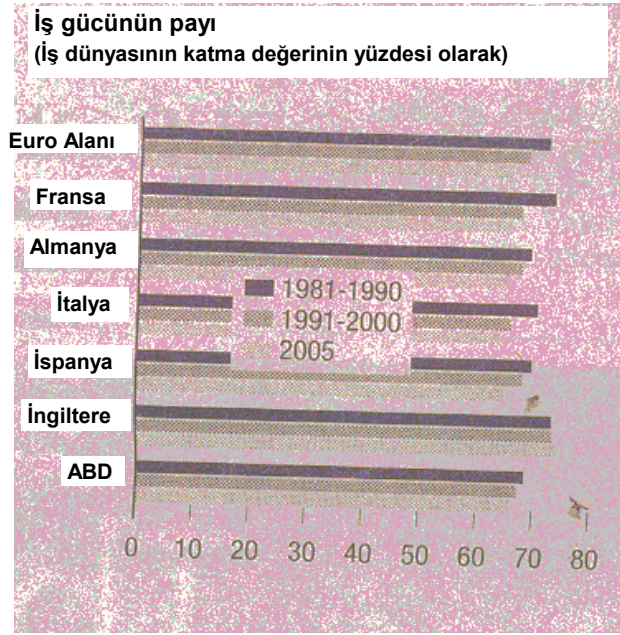 İş gücünün payı
(İş dünyasının katma değerinin yüzdesi olarak)
Euro Alanı
Fransa
Almanya
İtalya
İspanya
İngiltere
ABD
1981-1990
1991-2000
2005
0 10 20 30 40 50 60 70 80